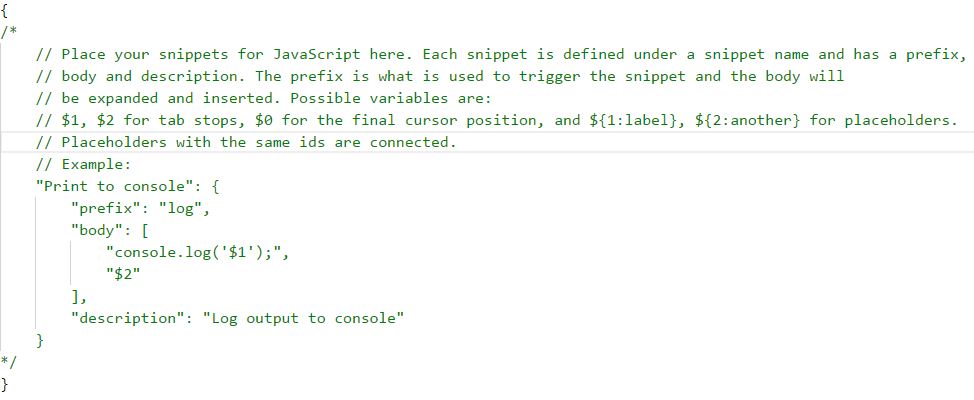 {
/*
    // Place your snippets for JavaScript here. Each snippet is defined under a snippet name and has a prefix,
    // body and description. The prefix is what is used to trigger the snippet and the body will
    // be expanded and inserted. Possible variables are:
    // $1, $2 for tab stops, $0 for the final cursor position, and ${1:label}, ${2:another} for placeholders.
    // Placeholders with the same ids are connected.
    // Example:
    "Print to console": {
        "prefix": "log",
        "body": [
            "console.log('$1');",
            "$2"
        ],
        "description": "Log output to console"
    }
*/
}